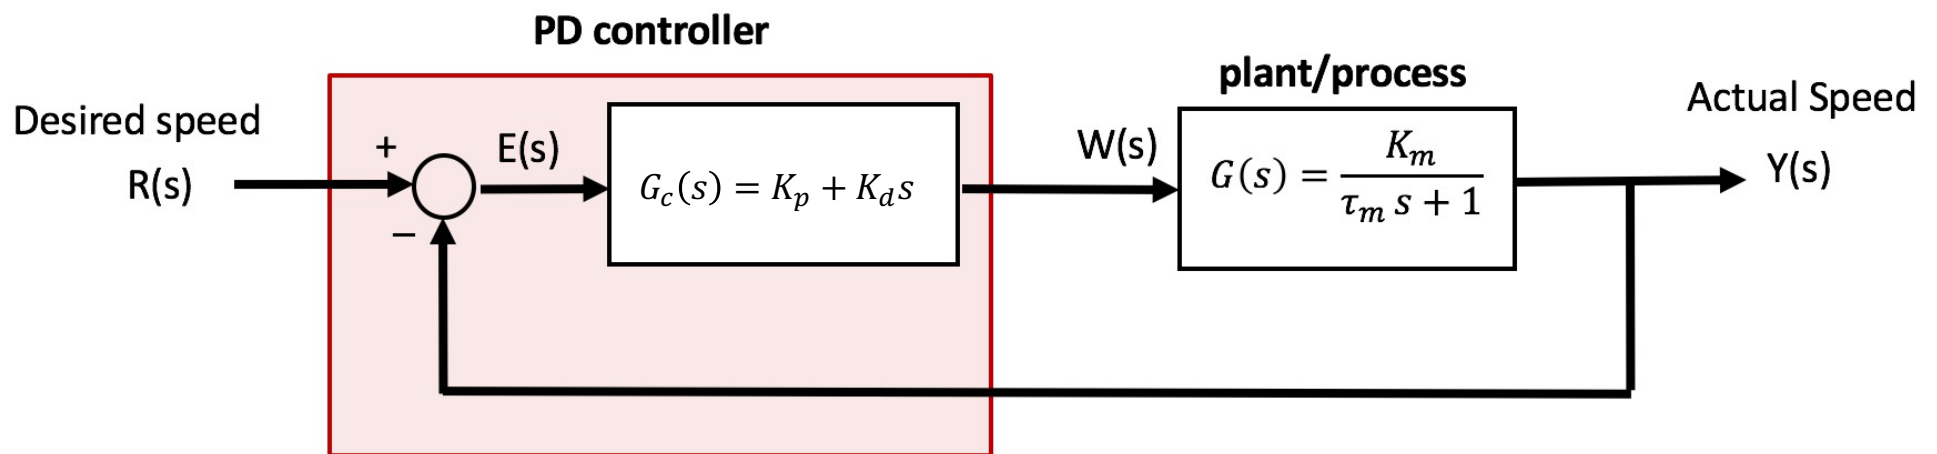 PD controller
plant/process
Desired speed
R(s)
+
−
E(s)
G_c(s) = K_p + K_d s
W(s)
G(s) = K_m / (τ_m s + 1)
Actual Speed
Y(s)